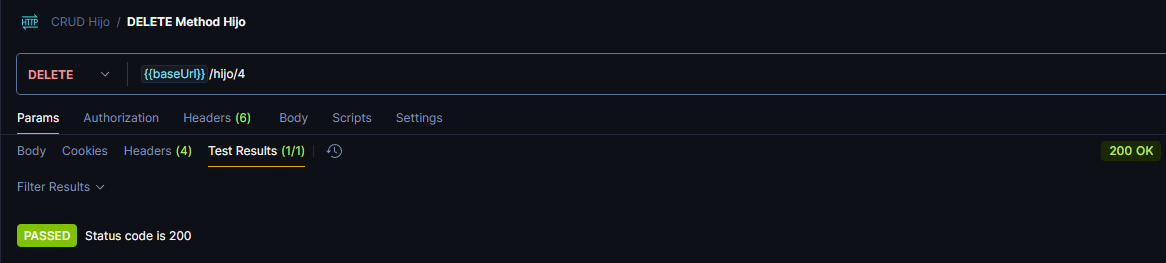 HTTP CRUD Hijo / DELETE Method Hijo
DELETE {{baseUrl}}/hijo/4
Params Authorization Headers (6) Body Scripts Settings
Body Cookies Headers (4) Test Results (1/1) 200 OK
Filter Results
PASSED Status code is 200